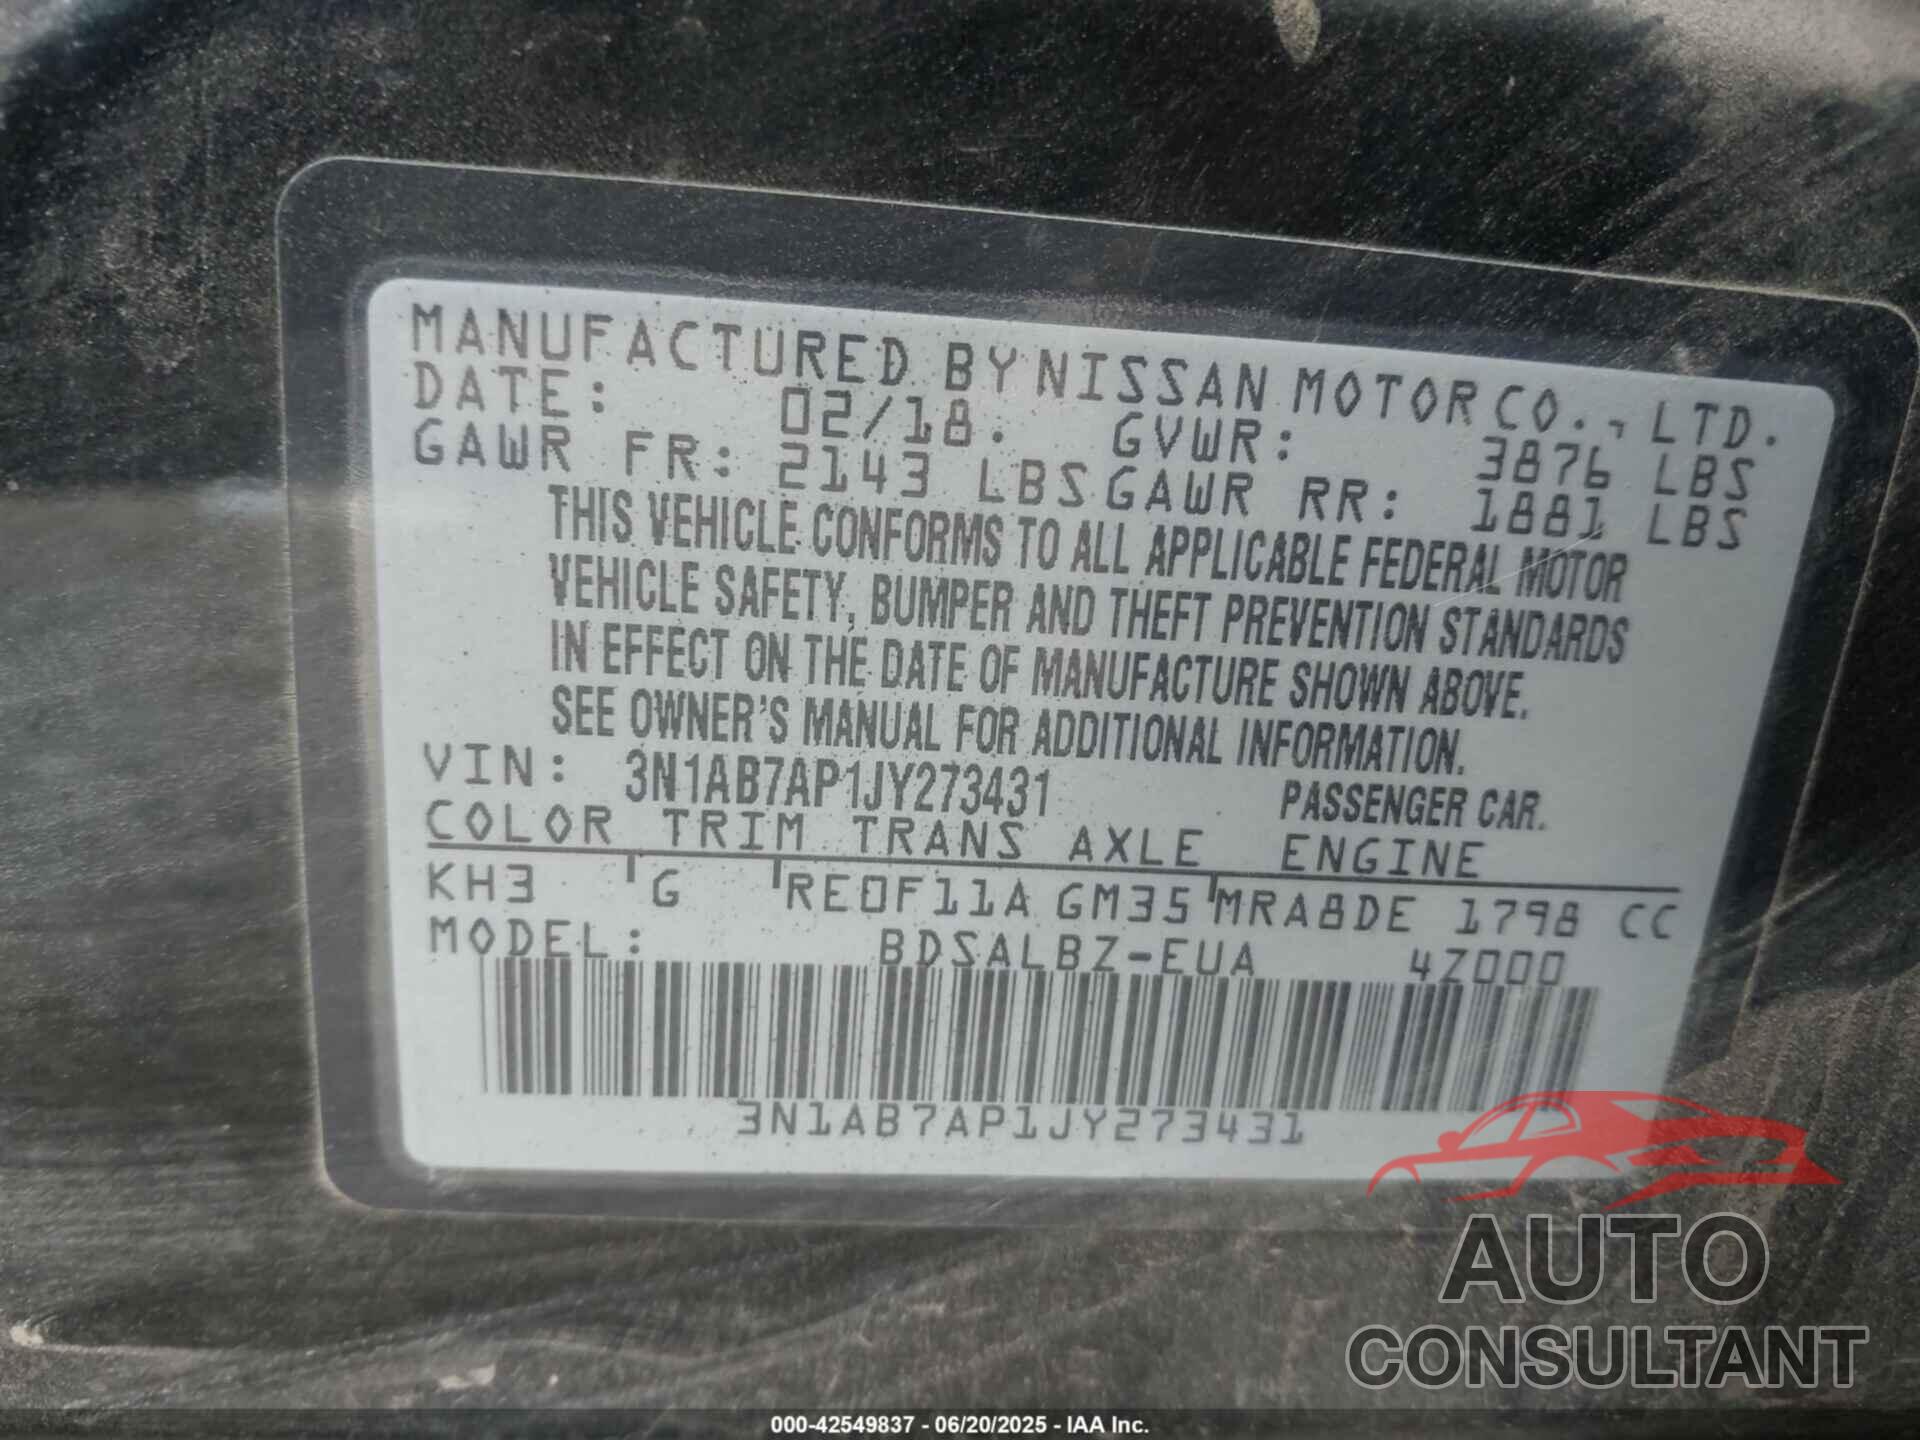 MANUFACTURED BY NISSAN MOTOR CO., LTD.
DATE: 02/18. GVWR: 3876 LBS
GAWR FR: 2143 LBS GAWR RR: 1881 LBS
THIS VEHICLE CONFORMS TO ALL APPLICABLE FEDERAL MOTOR
VEHICLE SAFETY, BUMPER AND THEFT PREVENTION STANDARDS
IN EFFECT ON THE DATE OF MANUFACTURE SHOWN ABOVE.
SEE OWNER'S MANUAL FOR ADDITIONAL INFORMATION.
VIN: 3N1AB7AP1JY273431 PASSENGER CAR.
COLOR TRIM TRANS AXLE ENGINE
KH3 G RE0F11A GM35 MRA8DE 1798 CC
MODEL: BDSALBZ-EUA 4Z000
3N1AB7AP1JY273431
AUTO
CONSULTANT
000-42549837 - 06/20/2025 - IAA Inc.